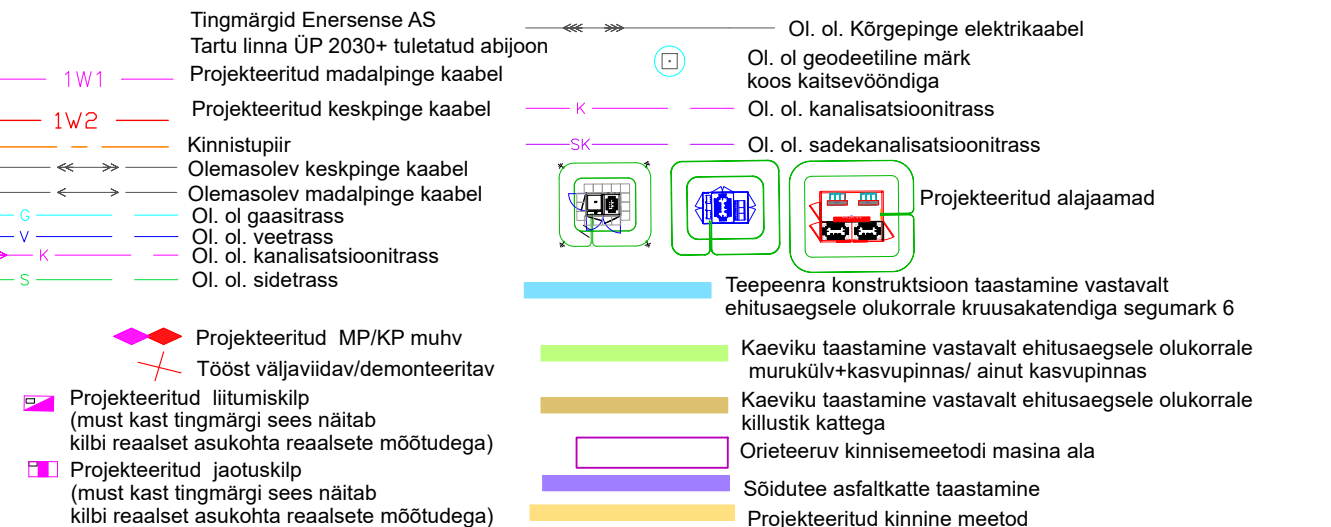 Tingmärgid Enersense AS
Tartu linna ÜP 2030+ tuletatud abijoon
1W1 Projekteeritud madalpinge kaabel
1W2 Projekteeritud keskpinge kaabel
Kinnistupiir
Olemasolev keskpinge kaabel
Olemasolev madalpinge kaabel
G Ol. ol gaasitrass
V Ol. ol. veetrass
K Ol. ol. kanalisatsioonitrass
S Ol. ol. sidetrass
Projekteeritud MP/KP muhv
Tööst väljaviidav/demonteeritav
Projekteeritud liitumiskilp
(must kast tingmärgi sees näitab
kilbi reaalset asukohta reaalsete mõõtudega)
Projekteeritud jaotuskilp
(must kast tingmärgi sees näitab
kilbi reaalset asukohta reaalsete mõõtudega)
Ol. ol. Kõrgepinge elektrikaabel
Ol. ol geodeetiline märk
koos kaitsevööndiga
K Ol. ol. kanalisatsioonitrass
SK Ol. ol. sadekanalisatsioonitrass
Projekteeritud alajaamad
Teepeenra konstruktsioon taastamine vastavalt
ehitusaegsele olukorrale kruusakatendiga segumark 6
Kaeviku taastamine vastavalt ehitusaegsele olukorrale
murukülv+kasvupinnas/ ainut kasvupinnas
Kaeviku taastamine vastavalt ehitusaegsele olukorrale
killustik kattega
Orieteeruv kinnisemeetodi masina ala
Sõidutee asfaltkatte taastamine
Projekteeritud kinnine meetod